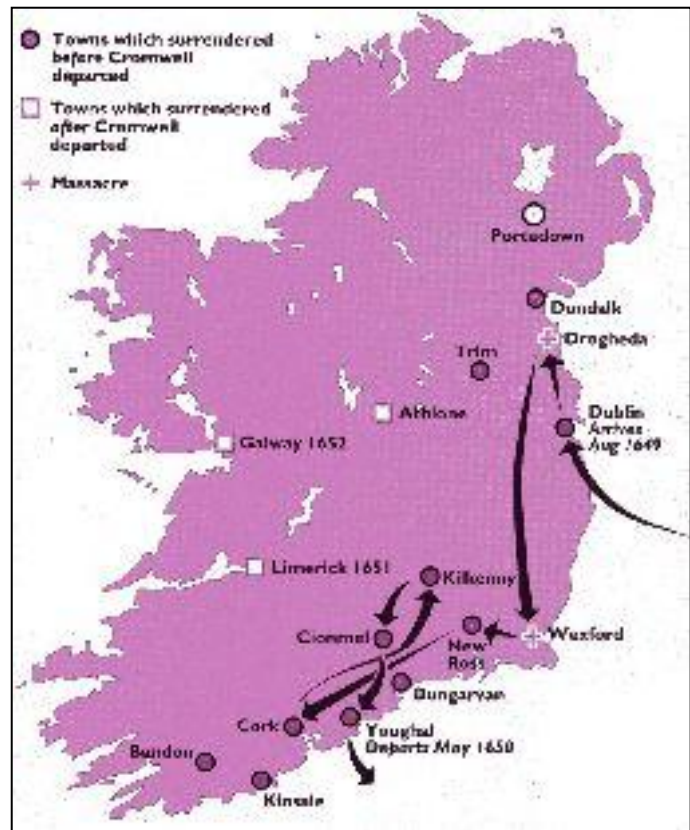 Towns which surrendered
before Cromwell
departed
Towns which surrendered
after Cromwell
departed
Massacre
Portadown
Dundalk
Drogheda
Trim
Athlone
Dublin
Arrives
Aug 1649
Galway 1652
Limerick 1651
Kilkenny
Clonmel
New
Ross
Wexford
Dungarvan
Cork
Youghal
Departs May 1650
Bandon
Kinsale